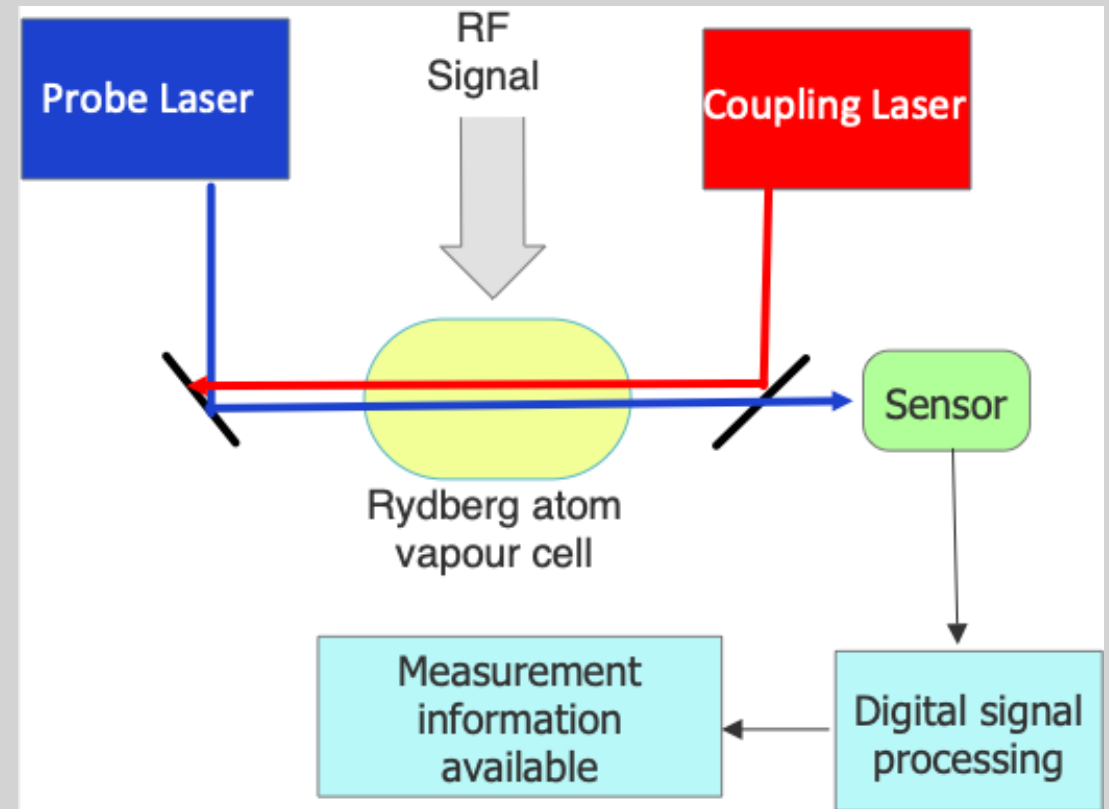 Probe Laser
RF
Signal
Coupling Laser
Sensor
Rydberg atom
vapour cell
Measurement
information
available
Digital signal
processing